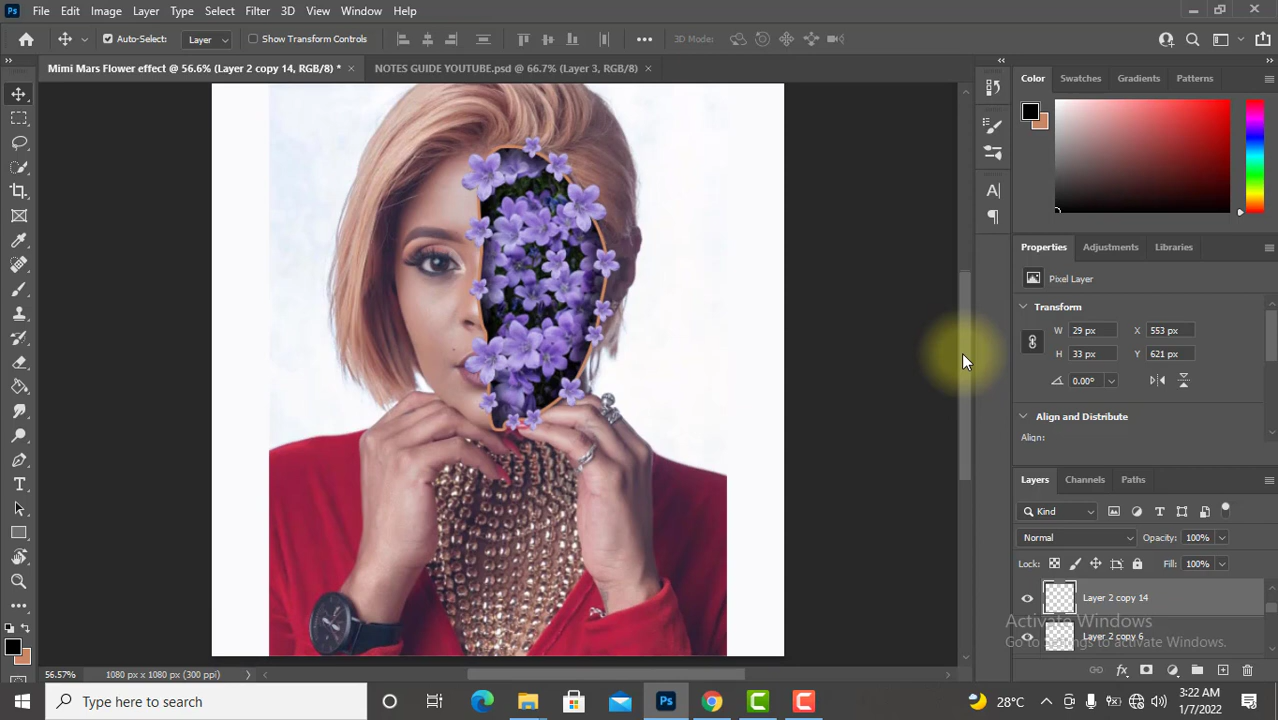 Ps File Edit Image Layer Type Select Filter 3D View Window Help
Auto-Select: Layer Show Transform Controls 3D Mode:
Mimi Mars Flower effect @ 56.6% (Layer 2 copy 14, RGB/8) * NOTES GUIDE YOUTUBE.psd @ 66.7% (Layer 3, RGB/8)
Color Swatches Gradients Patterns
Properties Adjustments Libraries
Pixel Layer
Transform
W 29 px X 553 px
H 33 px Y 621 px
0.00°
Align and Distribute
Align:
Layers Channels Paths
Kind
Normal Opacity: 100%
Lock: Fill: 100%
Layer 2 copy 14
Activate Windows
Layer 2 copy 6
Go to Settings to activate Windows.
56.57% 1080 px x 1080 px (300 ppi)
Type here to search
Ps
28°C
3:22 AM
1/7/2022